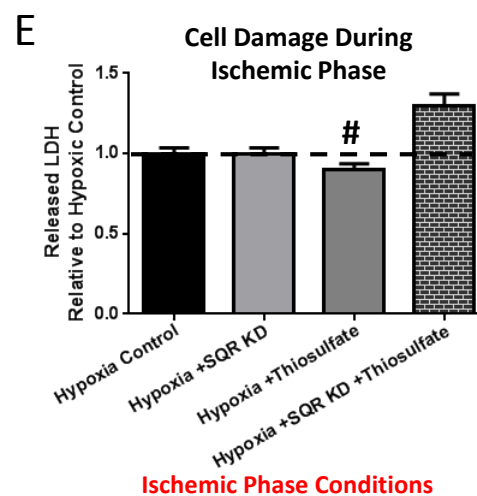 E
Cell Damage During
Ischemic Phase
Released LDH
Relative to Hypoxic Control
1.5
1.0
0.5
0.0
#
Hypoxia Control
Hypoxia +SQR KD
Hypoxia +Thiosulfate
Hypoxia +SQR KD +Thiosulfate
Ischemic Phase Conditions